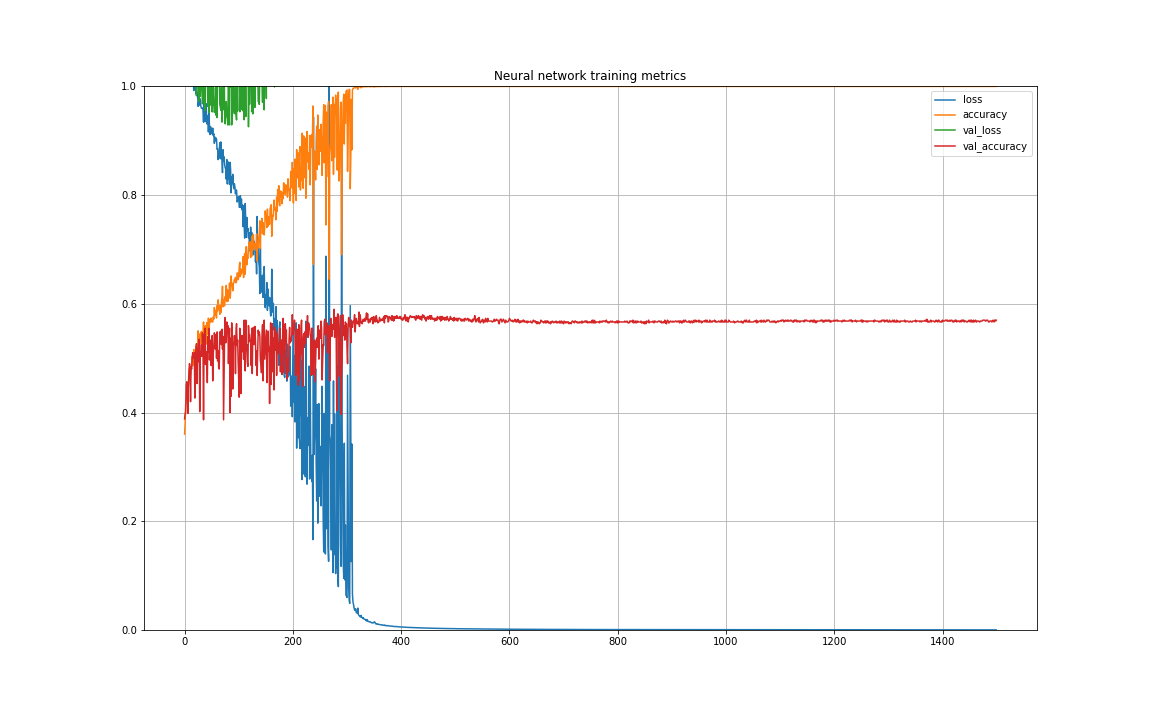 Neural network training metrics
1.0
0.8
0.6
0.4
0.2
0.0
0 200 400 600 800 1000 1200 1400
loss
accuracy
val_loss
val_accuracy